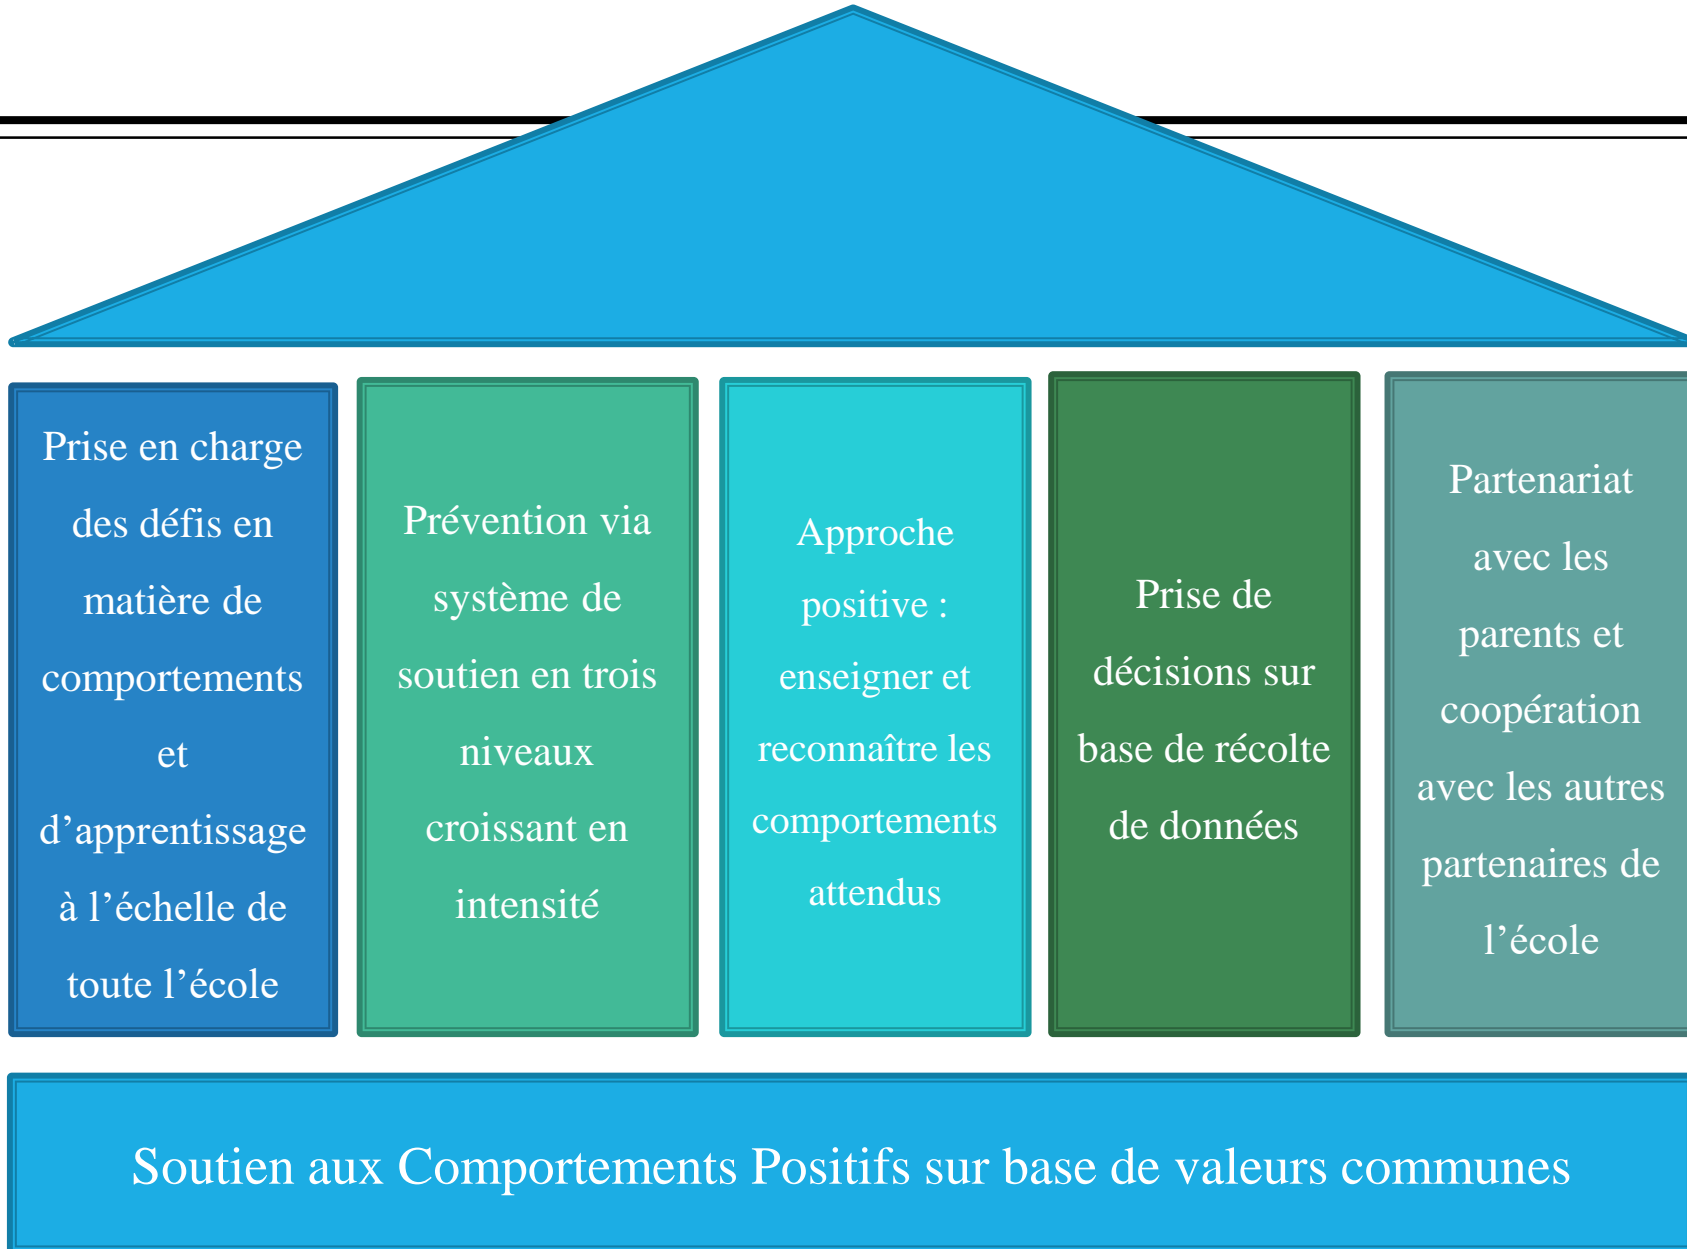 Prise en charge
des défis en
matière de
comportements
et
d’apprentissage
à l’échelle de
toute l’école
Prévention via
système de
soutien en trois
niveaux
croissant en
intensité
Approche
positive :
enseigner et
reconnaître les
comportements
attendus
Prise de
décisions sur
base de récolte
de données
Partenariat
avec les
parents et
coopération
avec les autres
partenaires de
l’école
Soutien aux Comportements Positifs sur base de valeurs communes